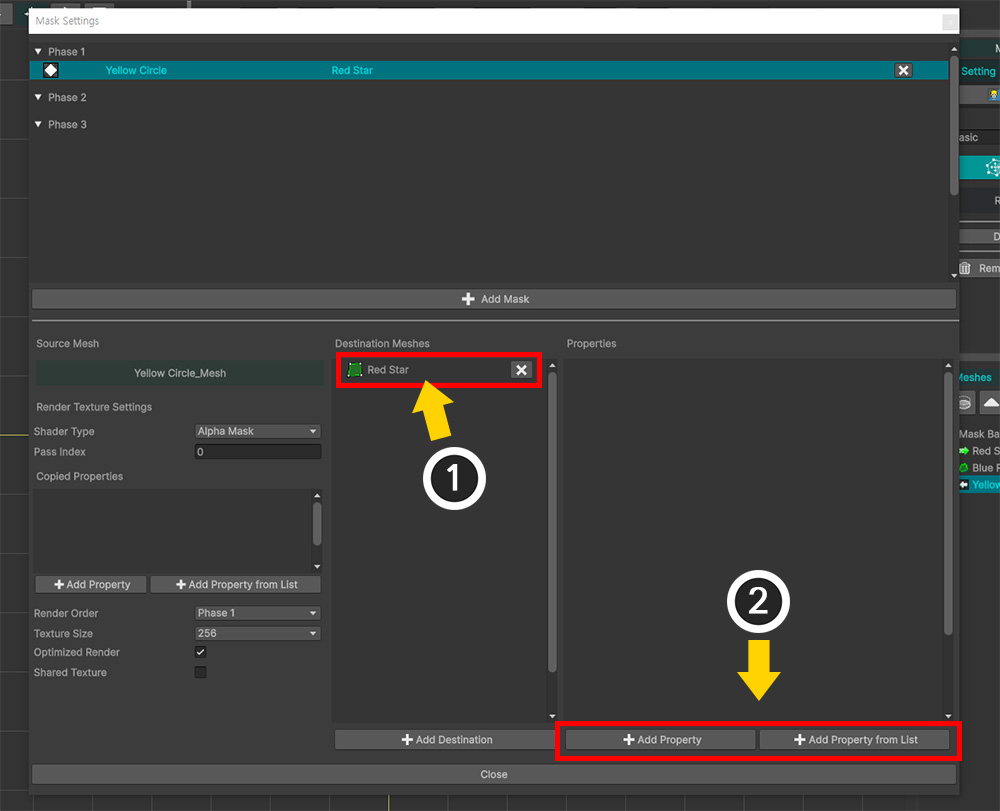 Mask Settings
Phase 1
Yellow Circle Red Star
Phase 2
Phase 3
Add Mask
Source Mesh
Yellow Circle_Mesh
Render Texture Settings
Shader Type Alpha Mask
Pass Index 0
Copied Properties
Add Property Add Property from List
Render Order Phase 1
Texture Size 256
Optimized Render
Shared Texture
Destination Meshes
Red Star
1
Add Destination
Properties
2
Add Property Add Property from List
Close
Setting
asic
Rem
Meshes
Mask Ba
Red S
Blue
Yellow